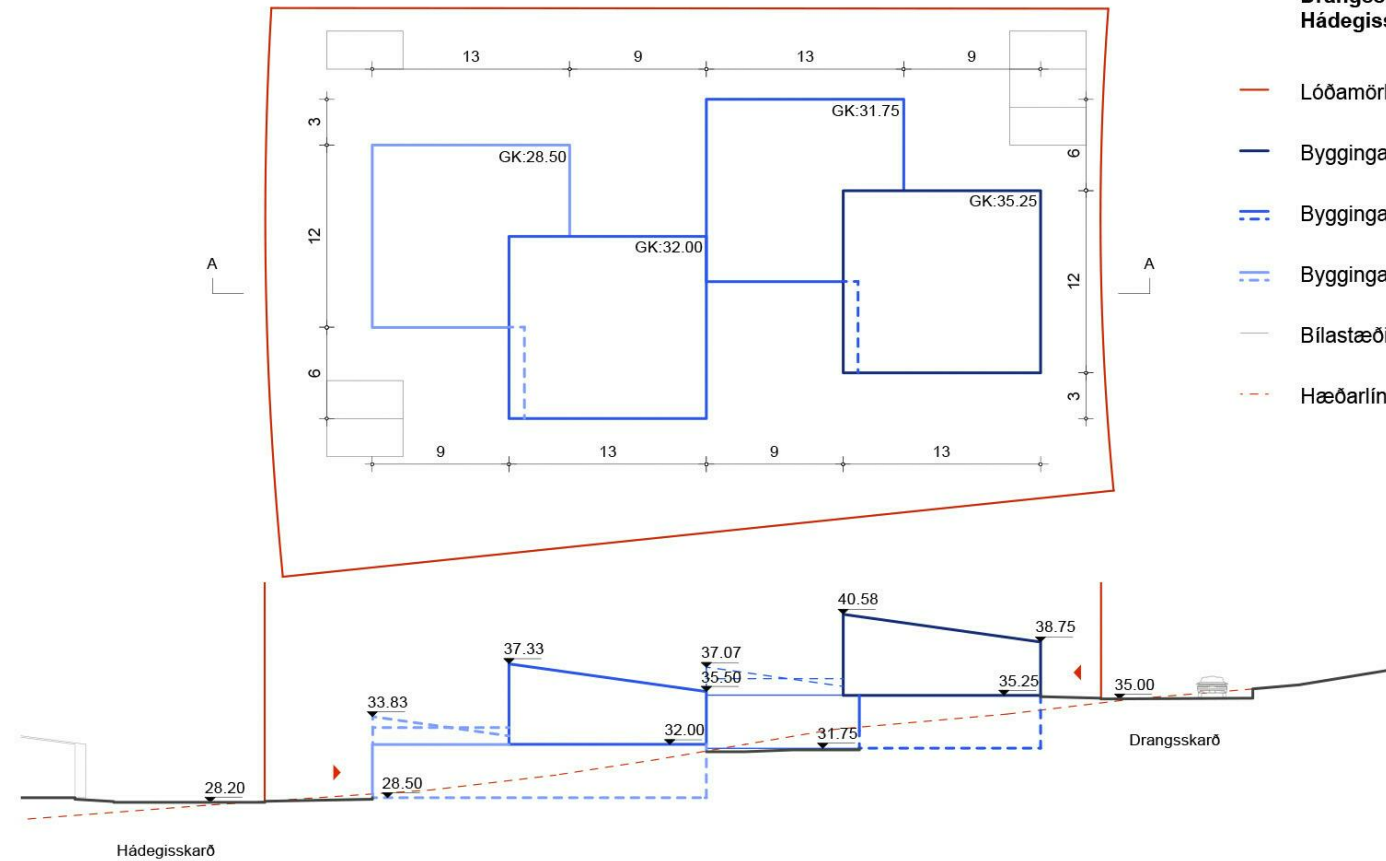 Hádegiss
13
9
13
9
Lóðamörl
Bygginga
Bygginga
Bygginga
Bílastæði
Hæðarlín
3
12
6
GK:28.50
GK:32.00
GK:31.75
GK:35.25
6
12
3
A
A
9
13
9
13
40.58
38.75
37.33
37.07
35.50
35.25
35.00
33.83
32.00
31.75
28.50
28.20
Drangsskarð
Hádegisskarð